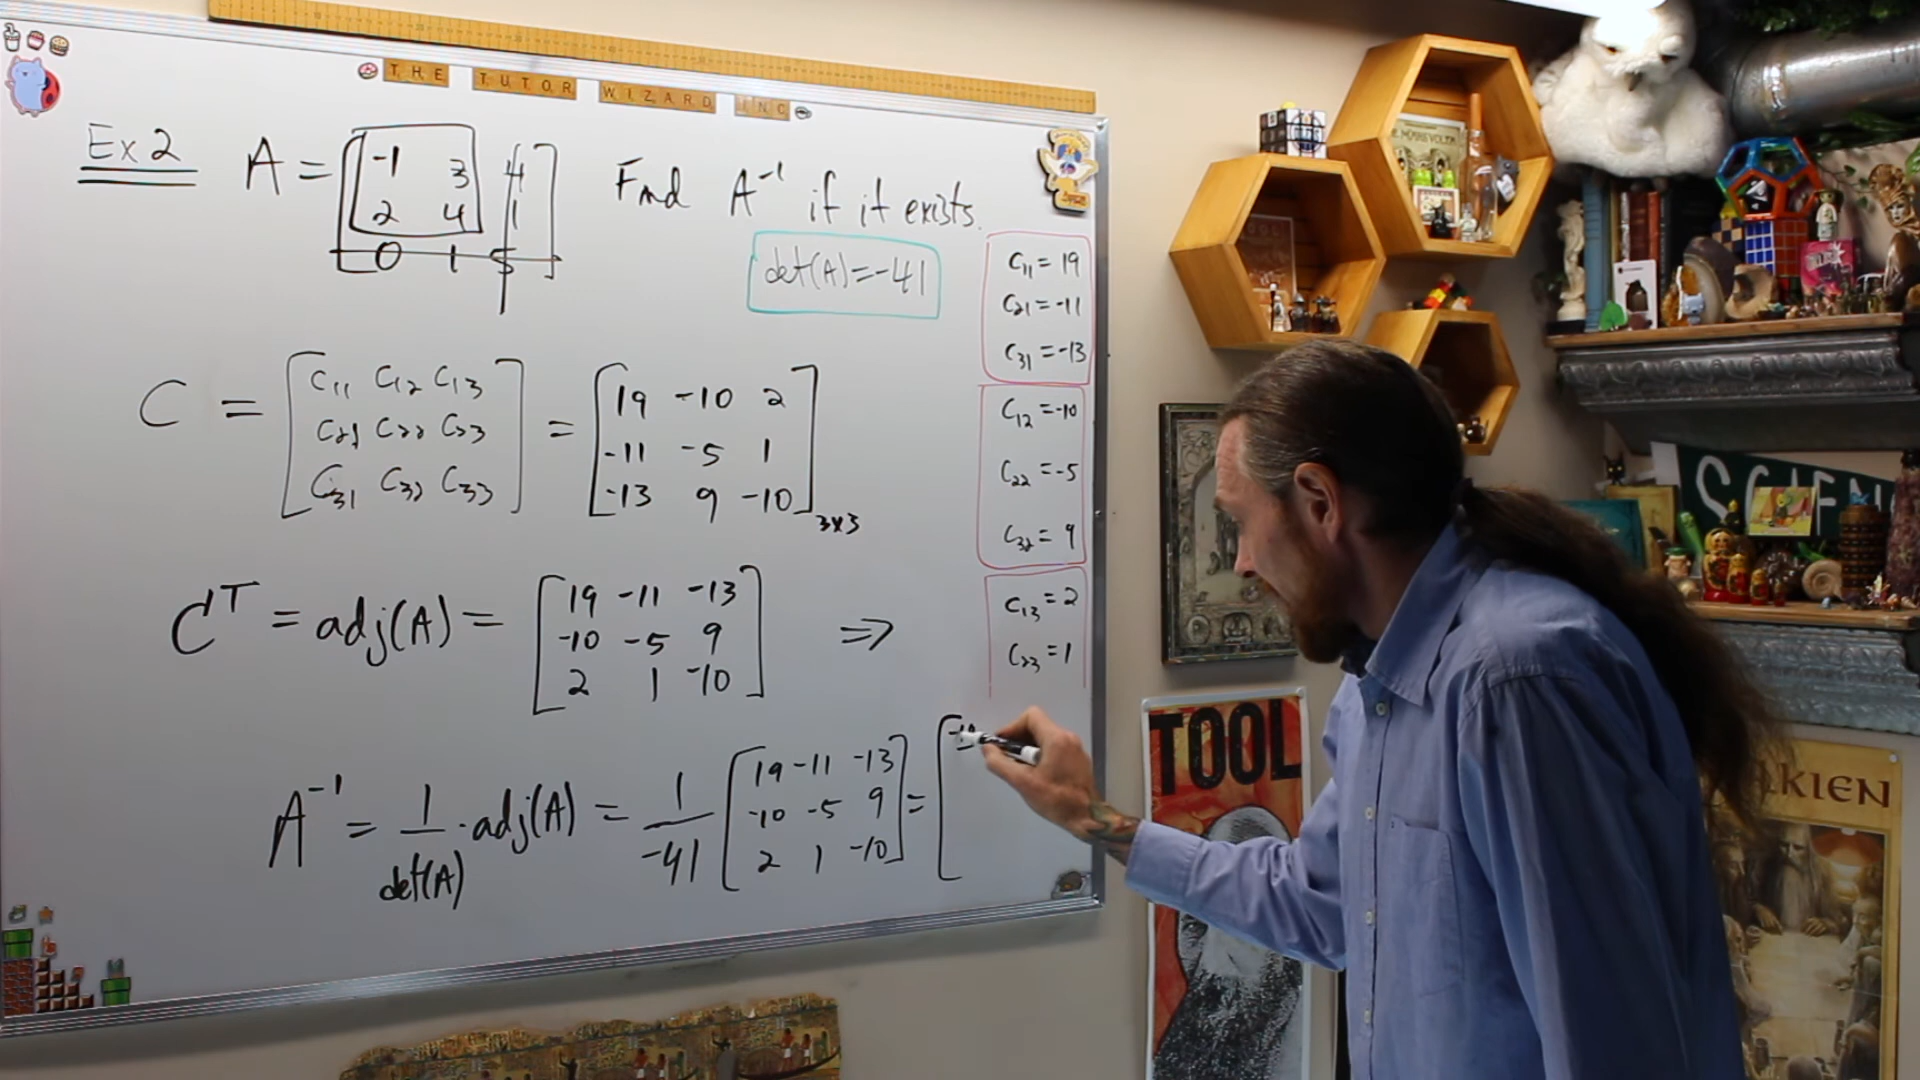 THE TUTOR WIZARD INC
Ex 2 A = [-1 3 4
2 4 1
0 1 5] Find A⁻¹ if it exists.
det(A)=-41
C₁₁ = 19
C₂₁ = -11
C₃₁ = -13
C₁₂ = -10
C₂₂ = -5
C₃₂ = 9
C₁₃ = 2
C₂₃ = 1
C = [C₁₁ C₁₂ C₁₃
C₂₁ C₂₂ C₂₃
C₃₁ C₃₂ C₃₃] = [19 -10 2
-11 -5 1
-13 9 -10]₃ₓ₃
Cᵀ = adj(A) = [19 -11 -13
-10 -5 9
2 1 -10] ⇒
A⁻¹ = 1/det(A) · adj(A) = 1/-41 [19 -11 -13
-10 -5 9
2 1 -10] = [
TOOL
LKIEN
SCIEN